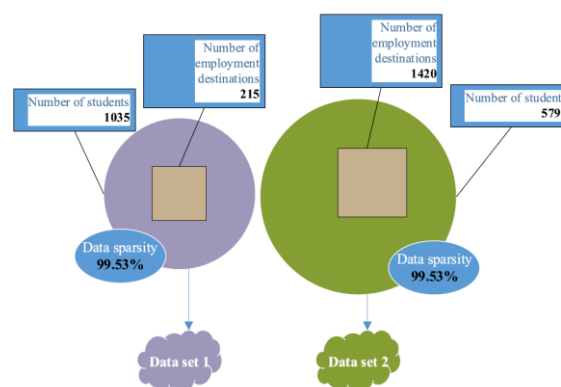 Number of
employment
destinations
215
Number of
employment
destinations
1420
Number of students
1035
Number of student
579
Data sparsity
99.53%
Data sparsity
99.53%
Data set 1
Data set 2